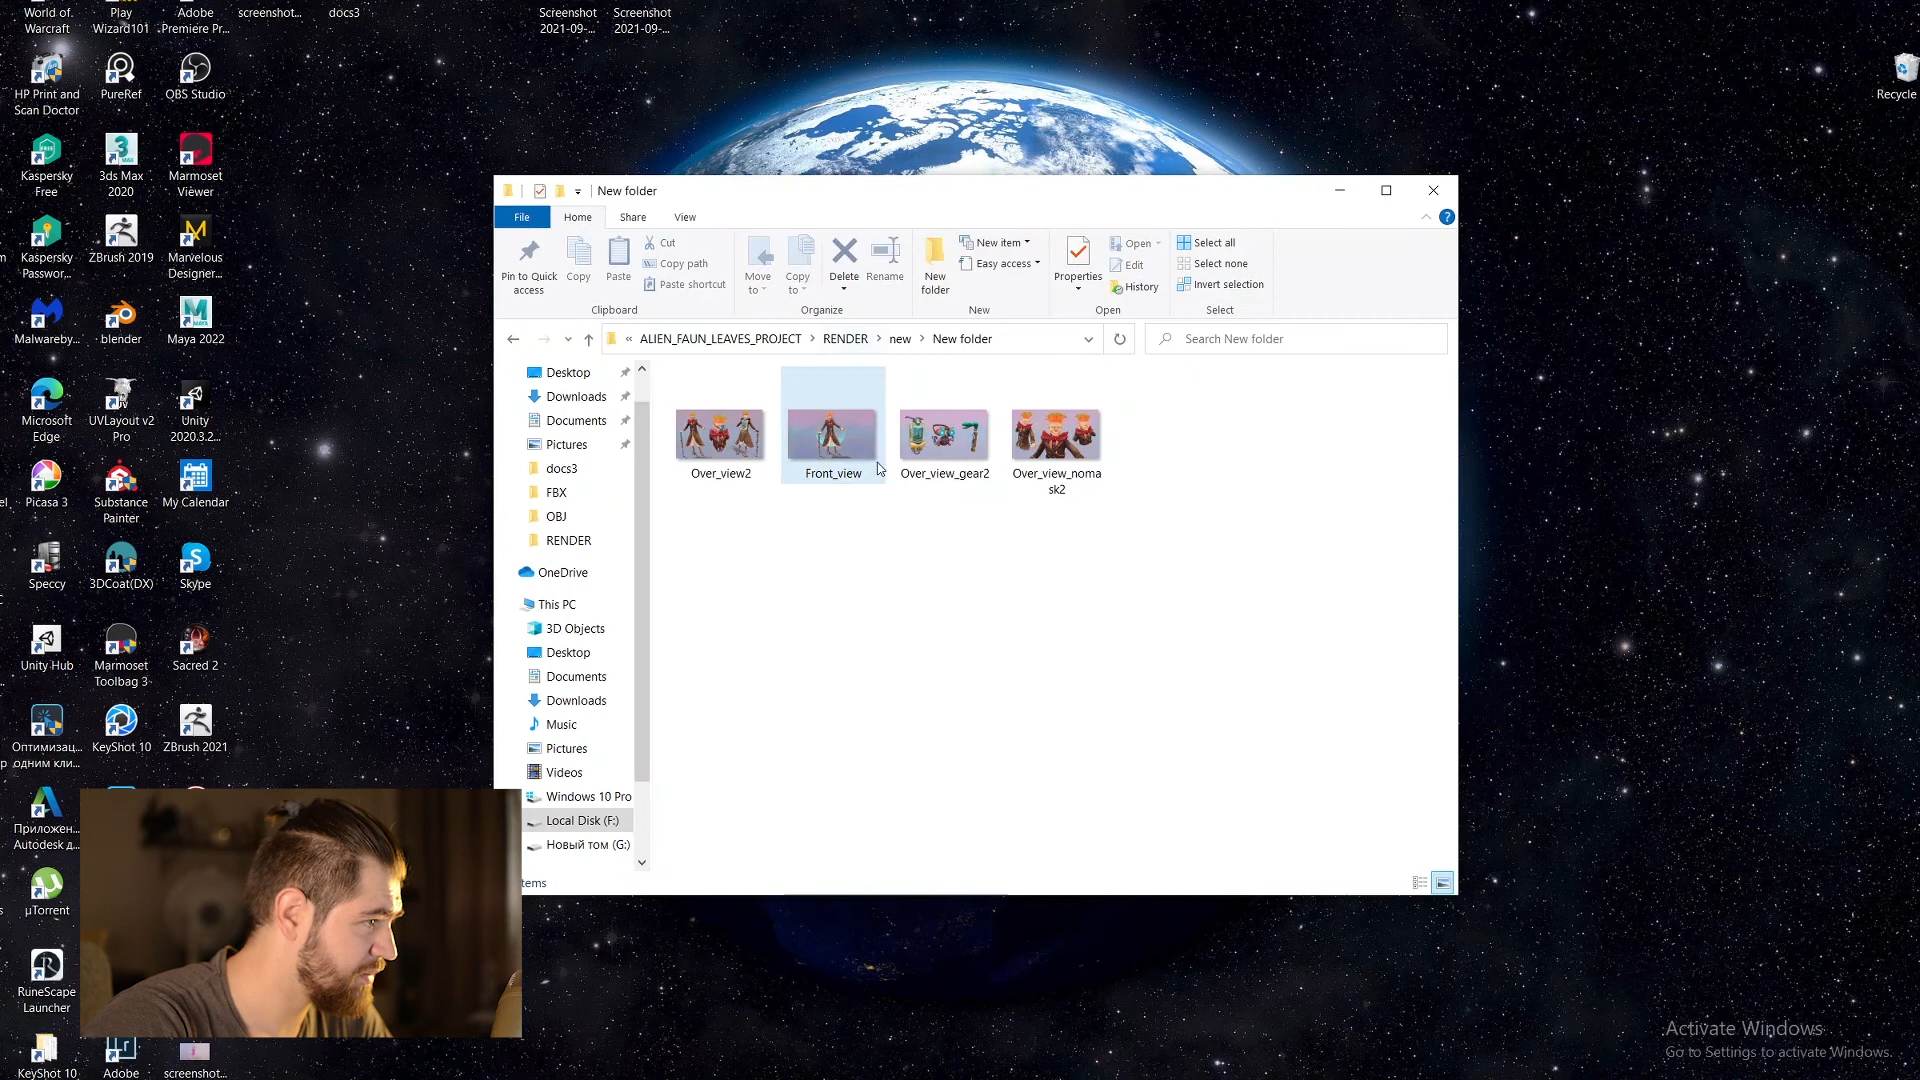 World of
Warcraft
Play
Wizard101
Adobe
Premiere Pr...
screenshot...
docs3
Screenshot
2021-09-...
Screenshot
2021-09-...
HP Print and
Scan Doctor
PureRef
OBS Studio
Recycle
Kaspersky
Free
3ds Max
2020
Marmoset
Viewer
Kaspersky
Passwor...
ZBrush 2019
Marvelous
Designer...
Malwareby...
blender
Maya 2022
Microsoft
Edge
UVLayout v2
Pro
Unity
2020.3.2...
Picasa 3
Substance
Painter
My Calendar
Speccy
3DCoat(DX)
Skype
Unity Hub
Marmoset
Toolbag 3
Sacred 2
Оптимизац...
одним кли...
KeyShot 10
ZBrush 2021
Приложен...
Autodesk д...
µTorrent
RuneScape
Launcher
KeyShot 10
Adobe
screenshot...
New folder
File
Home
Share
View
Pin to Quick
access
Copy
Paste
Cut
Copy path
Paste shortcut
Clipboard
Move
to
Copy
to
Delete
Rename
Organize
New
folder
New item
Easy access
New
Properties
Open
Edit
History
Open
Select all
Select none
Invert selection
Select
« ALIEN_FAUN_LEAVES_PROJECT > RENDER > new > New folder
Search New folder
Desktop
Downloads
Documents
Pictures
docs3
FBX
OBJ
RENDER
OneDrive
This PC
3D Objects
Desktop
Documents
Downloads
Music
Pictures
Videos
Windows 10 Pro
Local Disk (F:)
Новый том (G:)
Over_view2
Front_view
Over_view_gear2
Over_view_noma
sk2
tems
Activate Windows
Go to Settings to activate Windows.